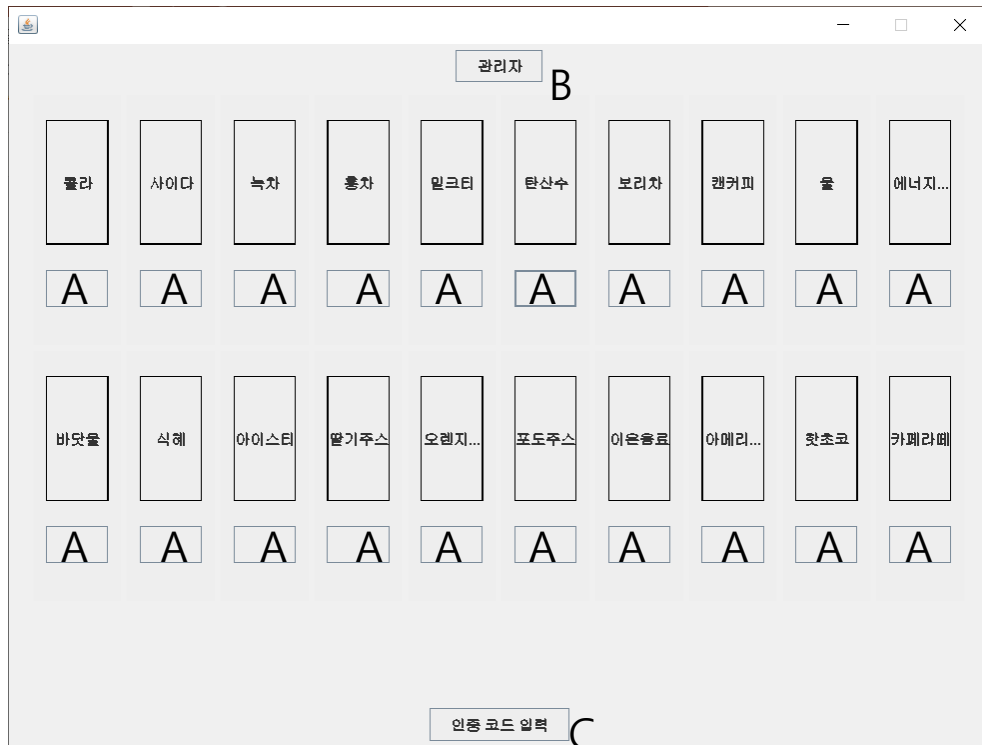 관리자
B
콜라 사이다 녹차 홍차 밀크티 탄산수 보리차 캔커피 물 에너지...
A A A A A A A A A A
바닷물 식혜 아이스티 딸기주스 오렌지... 포도주스 이온음료 아메리... 핫초코 카페라떼
A A A A A A A A A A
인증 코드 입력
C